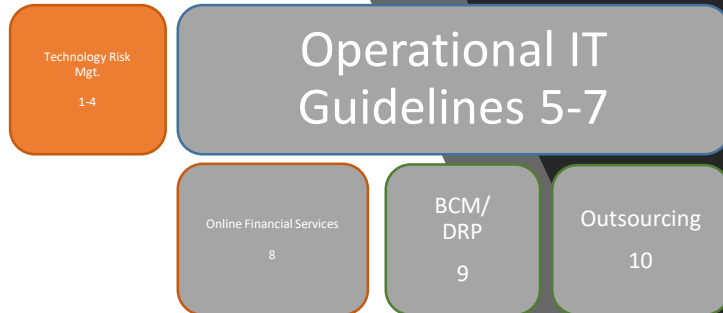 Technology Risk
Mgt.
1-4
Operational IT
Guidelines 5-7
Online Financial Services
8
BCM/
DRP
9
Outsourcing
10